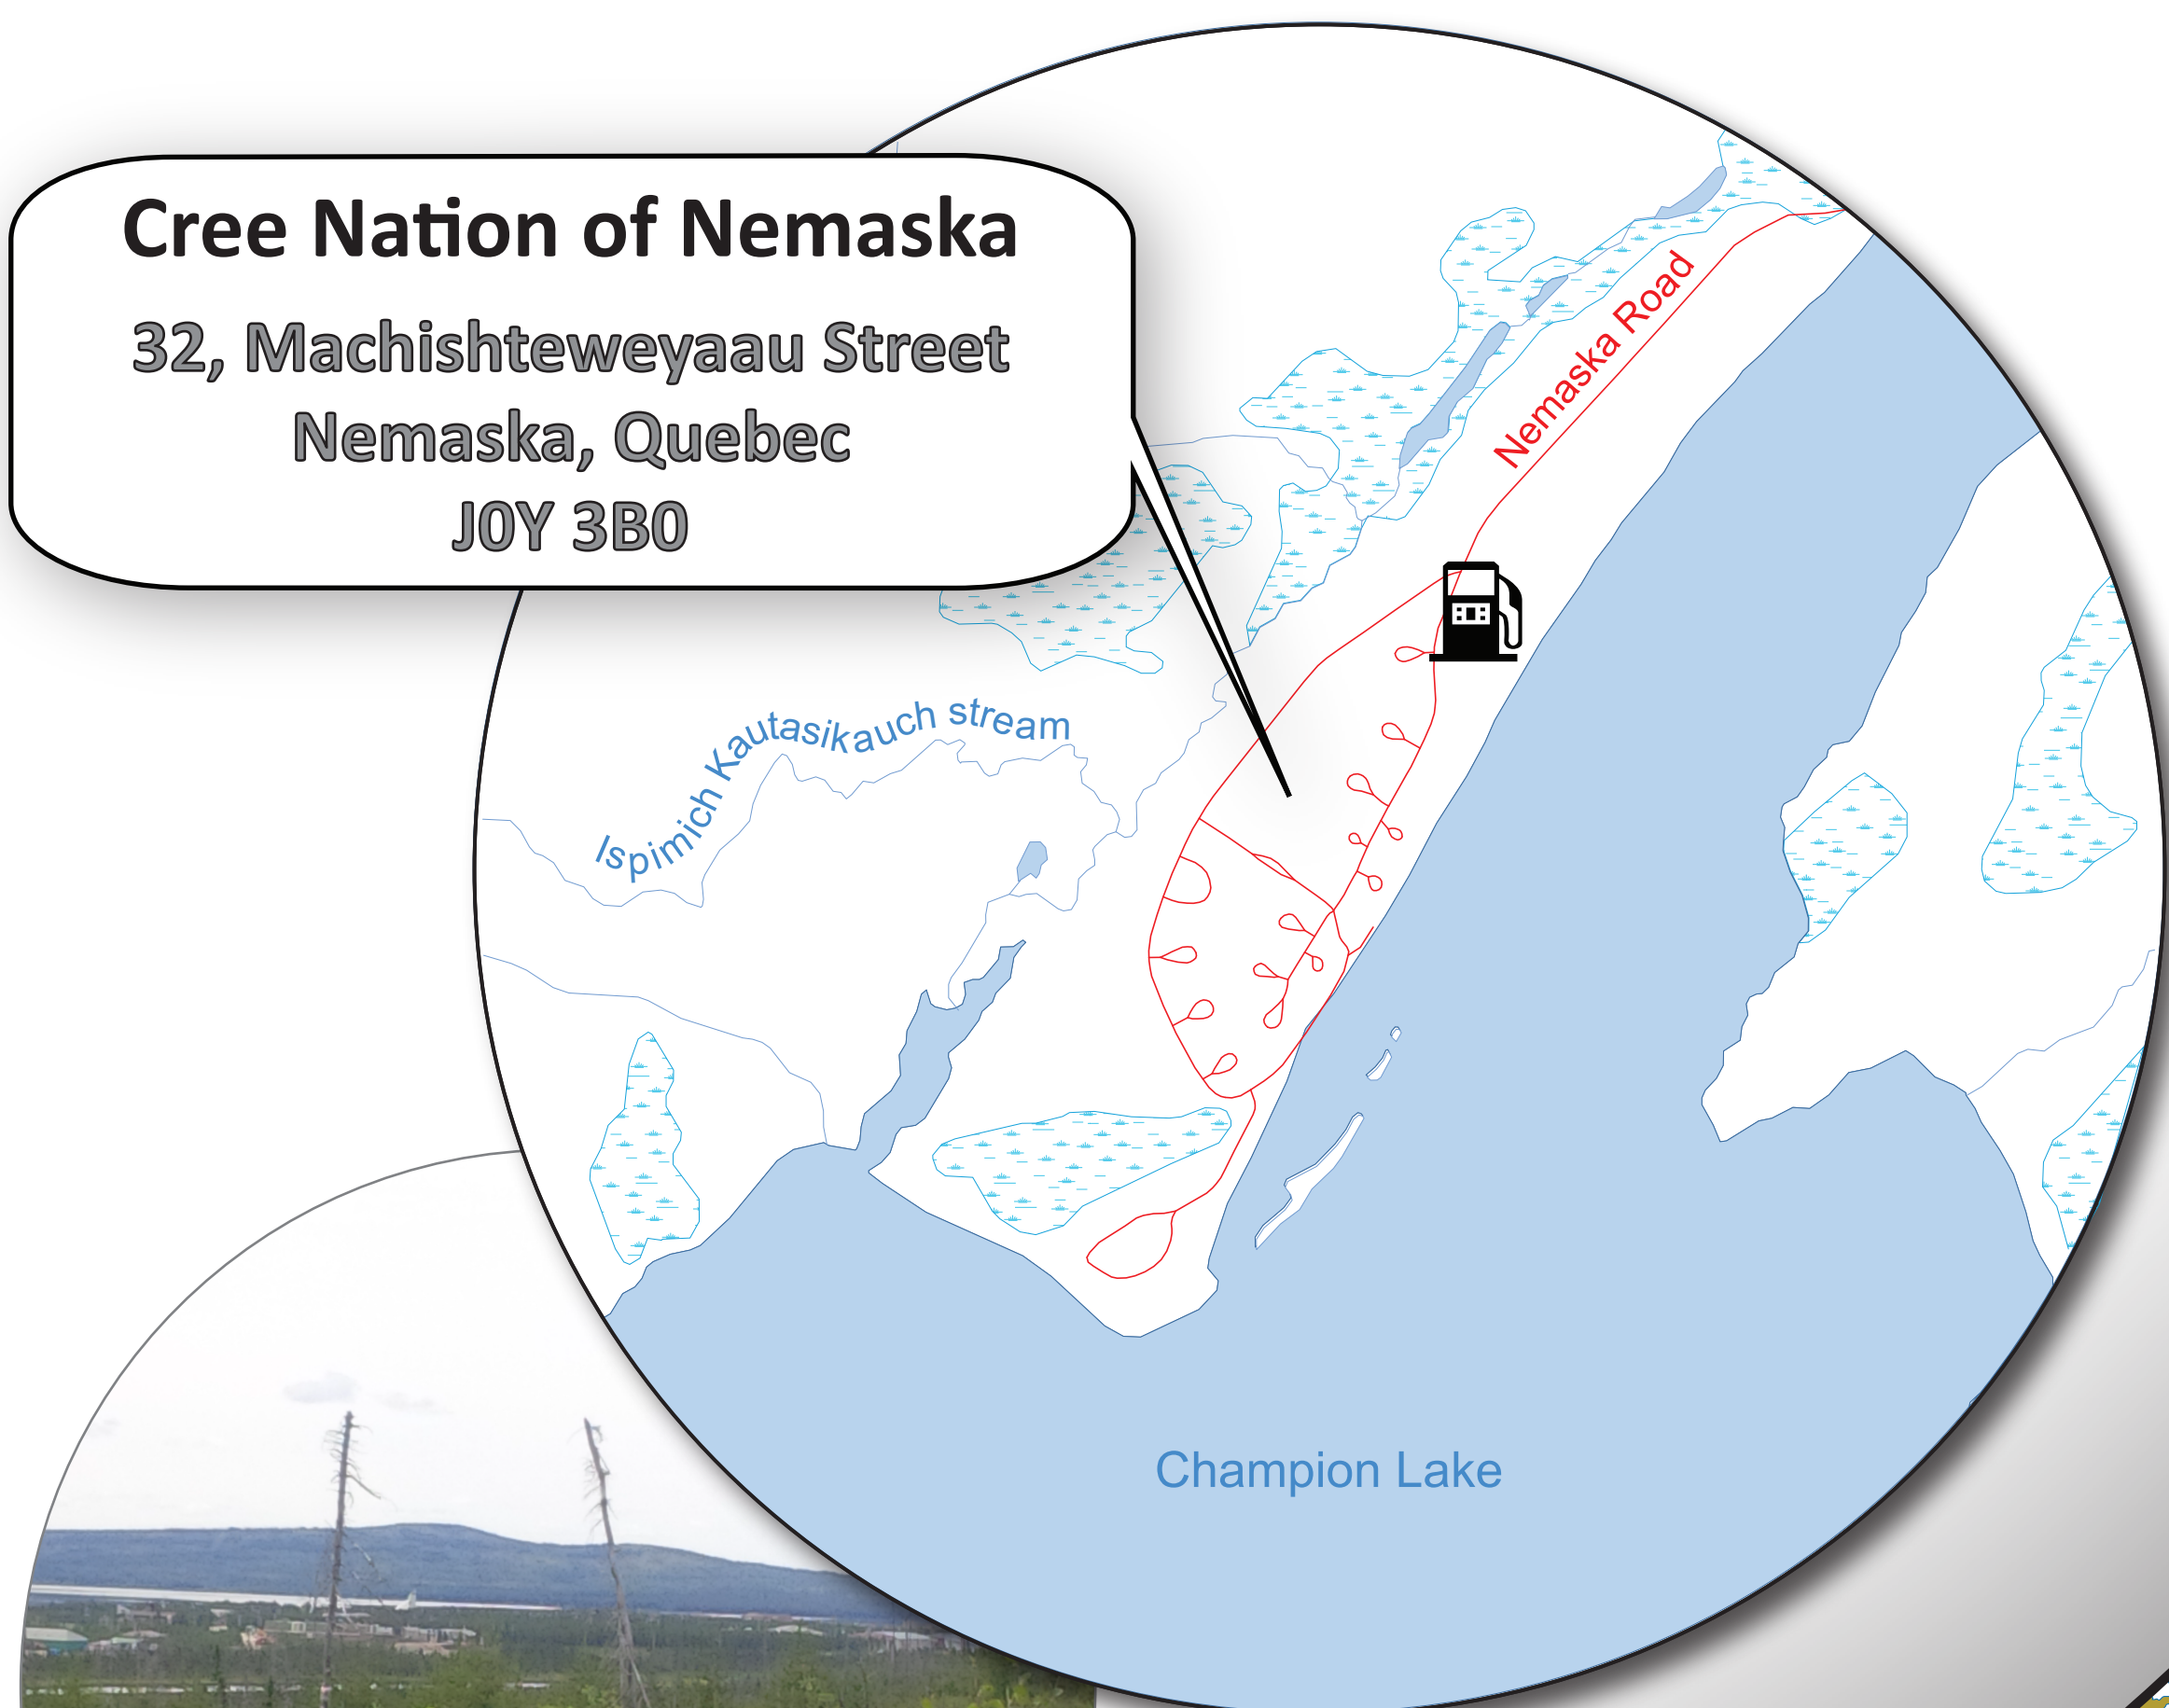 Cree Nation of Nemaska
32, Machishteweyaau Street
Nemaska, Quebec
J0Y 3B0
Nemaska Road
Ispimich Kautasikauch stream
Champion Lake